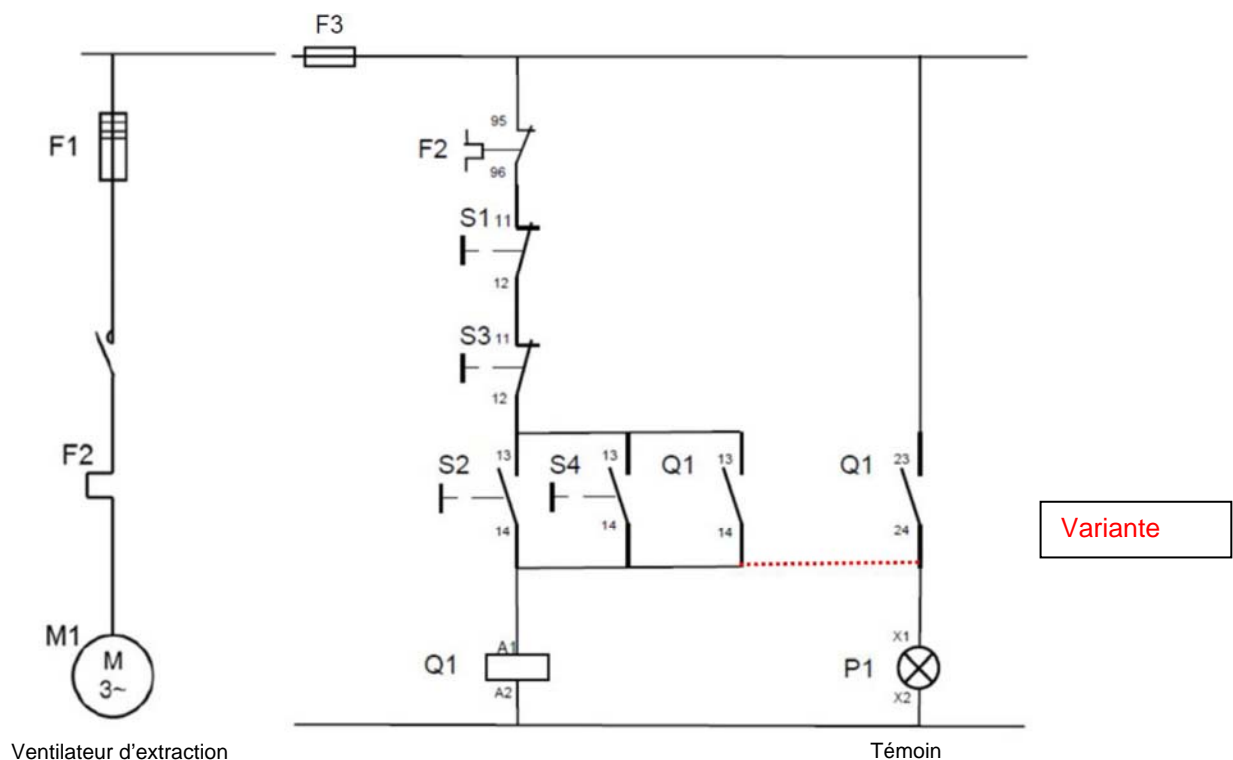 F3
F1
95
F2
96
S1 11
12
S3 11
12
F2
S2 13
S4 13
Q1 13
Q1 23
14
14
14
24
Variante
M1
M
3~
Q1
A1
A2
P1
X1
X2
Ventilateur d'extraction
Témoin